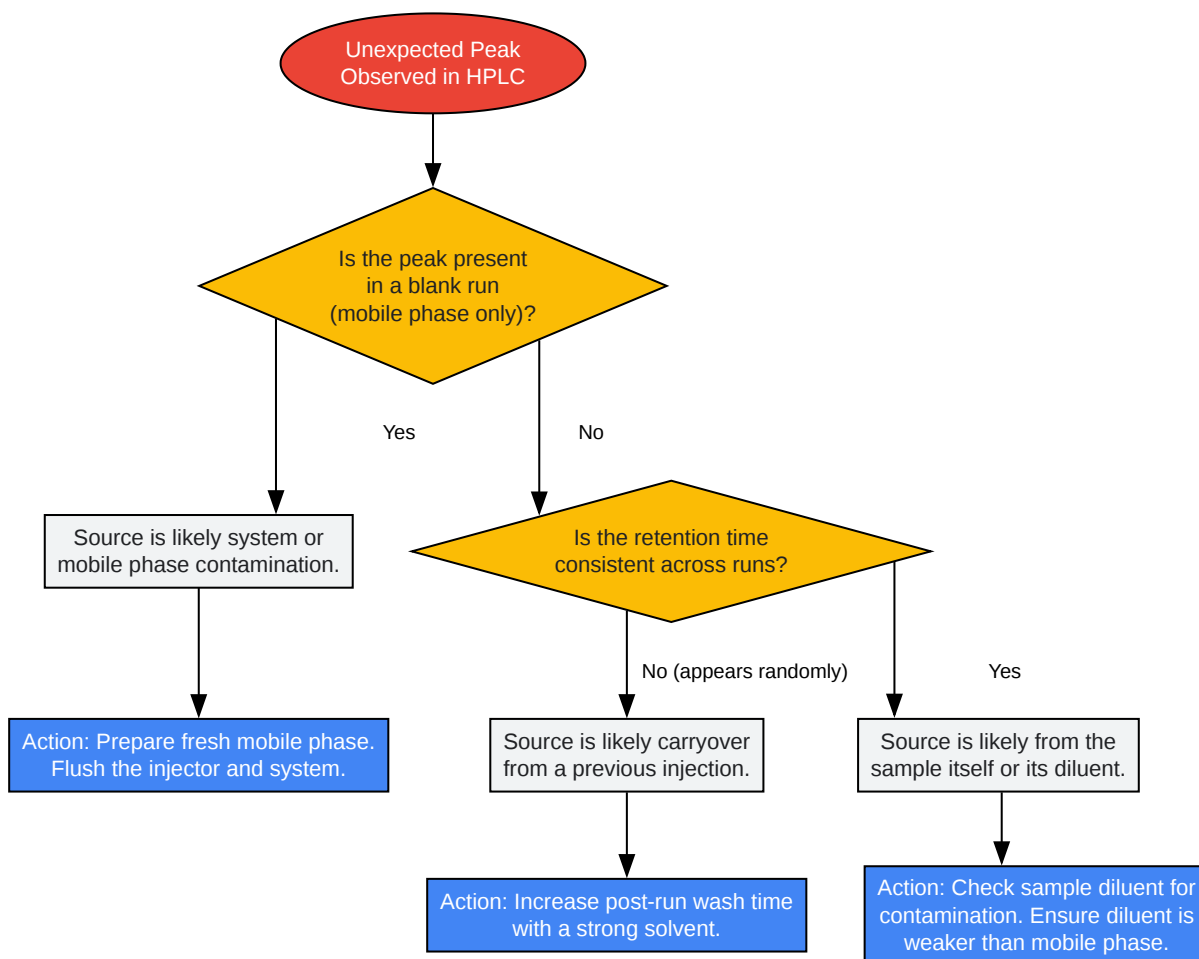 Unexpected Peak
Observed in HPLC
Is the peak present
in a blank run
(mobile phase only)?
Yes
No
Source is likely system or
mobile phase contamination.
Is the retention time
consistent across runs?
No (appears randomly)
Yes
Action: Prepare fresh mobile phase.
Flush the injector and system.
Source is likely carryover
from a previous injection.
Source is likely from the
sample itself or its diluent.
Action: Increase post-run wash time
with a strong solvent.
Action: Check sample diluent for
contamination. Ensure diluent is
weaker than mobile phase.